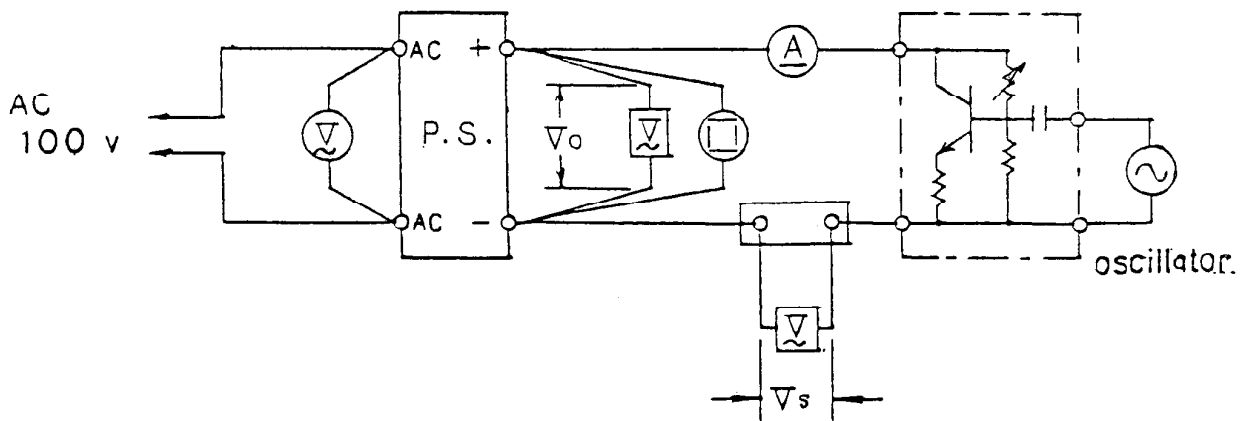 AC
100 v
V
AC +
P.S.
AC -
Vo
V
A
V
Vs
oscillator.